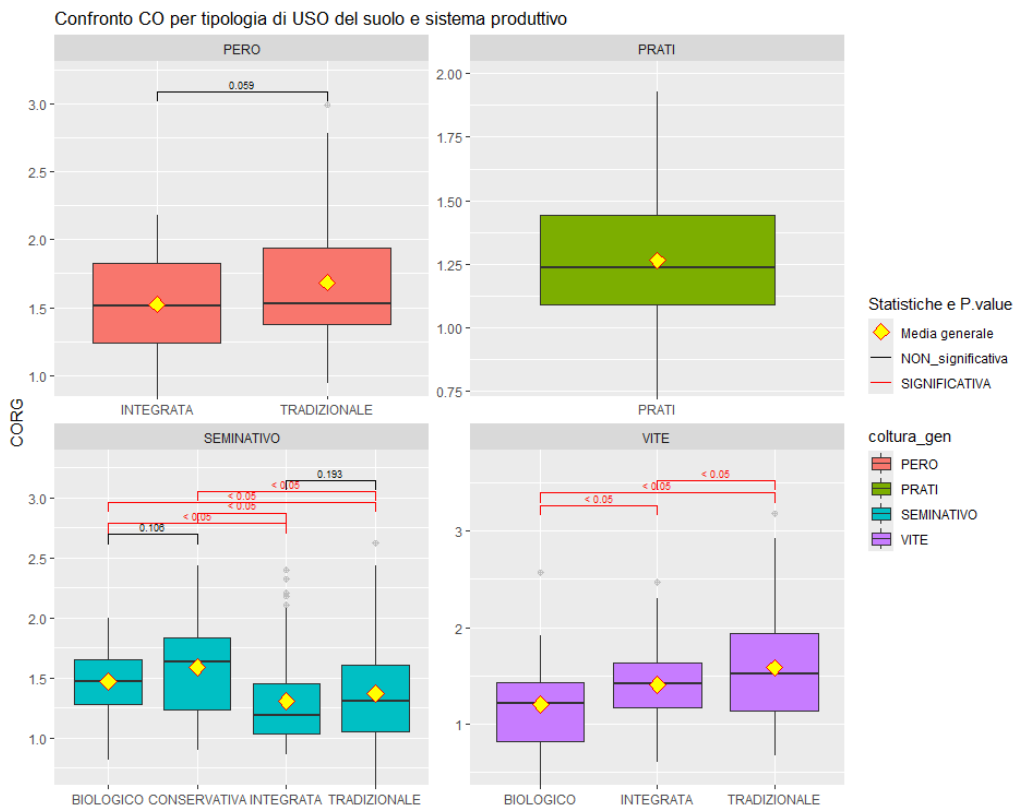 Confronto CO per tipologia di USO del suolo e sistema produttivo
PERO
0.059
3.0
2.5
2.0
1.5
1.0
INTEGRATA TRADIZIONALE
PRATI
2.00
1.75
1.50
1.25
1.00
0.75
PRATI
CORG
SEMINATIVO
0.193
< 0.05
< 0.05
< 0.05
< 0.05
0.106
3.0
2.5
2.0
1.5
1.0
BIOLOGICO CONSERVATIVA INTEGRATA TRADIZIONALE
VITE
< 0.05
< 0.05
< 0.05
3
2
1
BIOLOGICO INTEGRATA TRADIZIONALE
Statistiche e P.value
Media generale
NON_significativa
SIGNIFICATIVA
coltura_gen
PERO
PRATI
SEMINATIVO
VITE